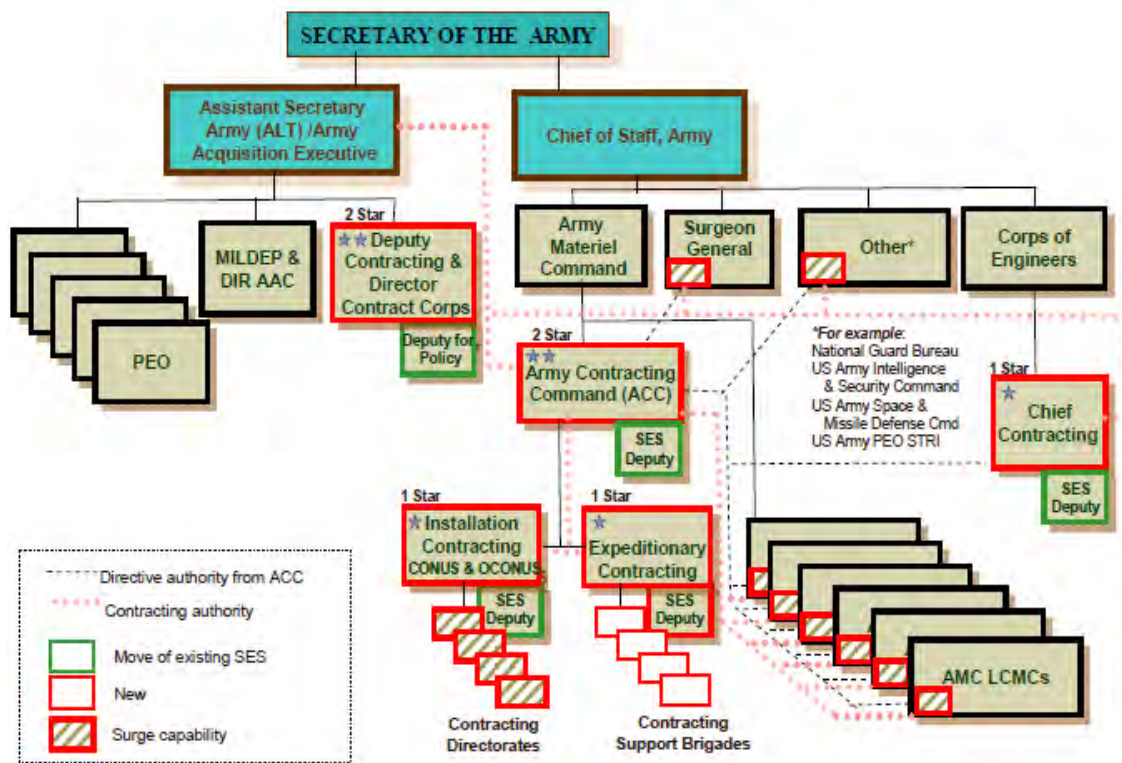 SECRETARY OF THE ARMY
Assistant Secretary
Army (ALT) /Army
Acquisition Executive
Chief of Staff, Army
PEO
MILDEP &
DIR AAC
2 Star
Deputy
Contracting &
Director
Contract Corps
Deputy for
Policy
Army
Materiel
Command
Surgeon
General
Other*
Corps of
Engineers
*For example:
National Guard Bureau
US Army Intelligence
& Security Command
US Army Space &
Missile Defense Cmd
US Army PEO STRI
2 Star
Army Contracting
Command (ACC)
SES
Deputy
1 Star
Chief
Contracting
SES
Deputy
1 Star
Installation
Contracting
CONUS & OCONUS
SES
Deputy
Contracting
Directorates
1 Star
Expeditionary
Contracting
SES
Deputy
Contracting
Support Brigades
AMC LCMCs
Directive authority from ACC
Contracting authority
Move of existing SES
New
Surge capability